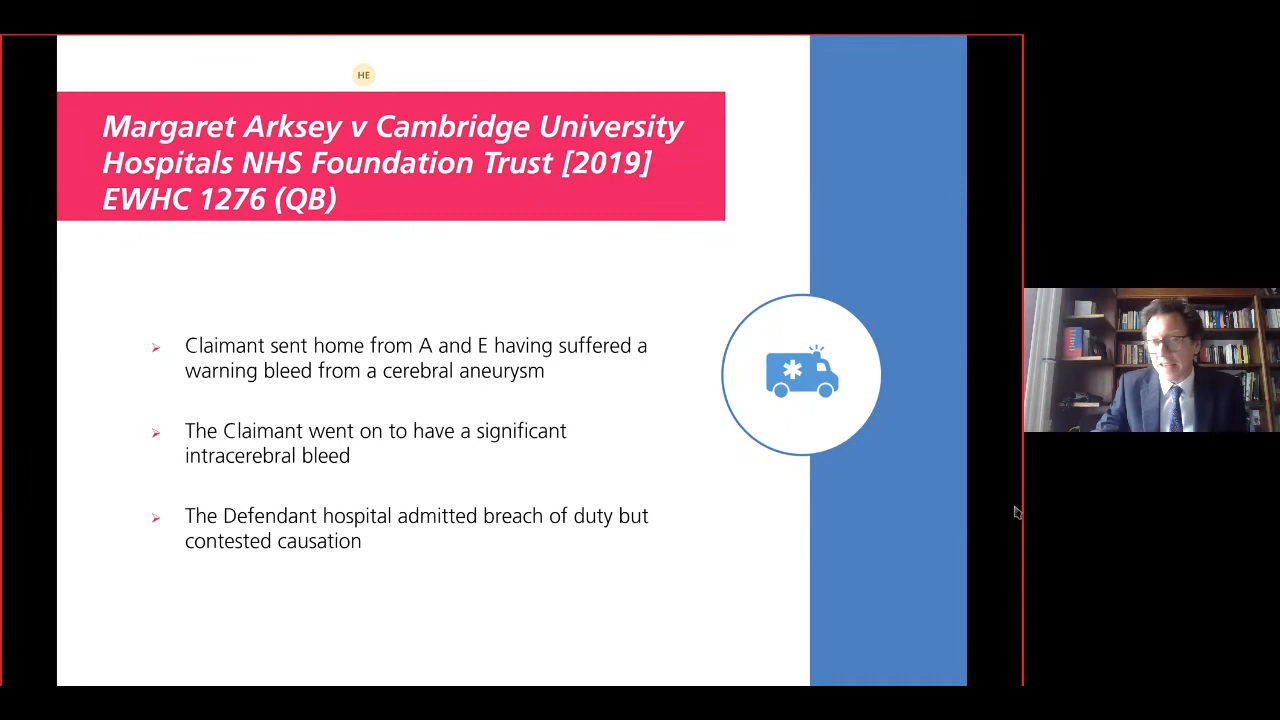 HE
Margaret Arksey v Cambridge University
Hospitals NHS Foundation Trust [2019]
EWHC 1276 (QB)
Claimant sent home from A and E having suffered a
warning bleed from a cerebral aneurysm
The Claimant went on to have a significant
intracerebral bleed
The Defendant hospital admitted breach of duty but
contested causation